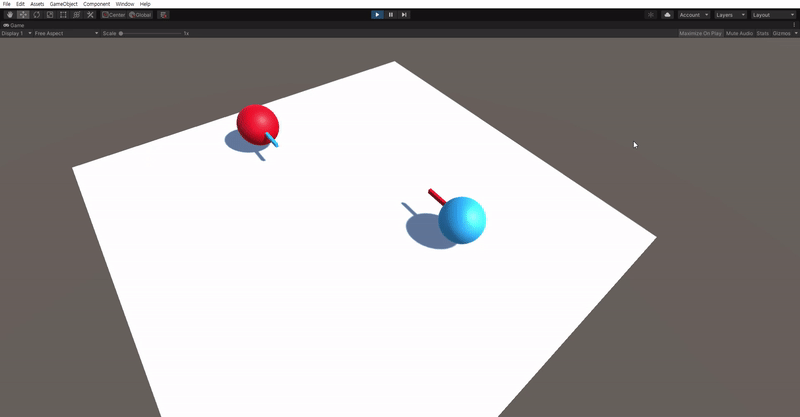 File Edit Assets GameObject Component Window Help
Center Global Account Layers Layout
Game
Display 1 Free Aspect Scale 1x Maximize On Play Mute Audio Stats Gizmos